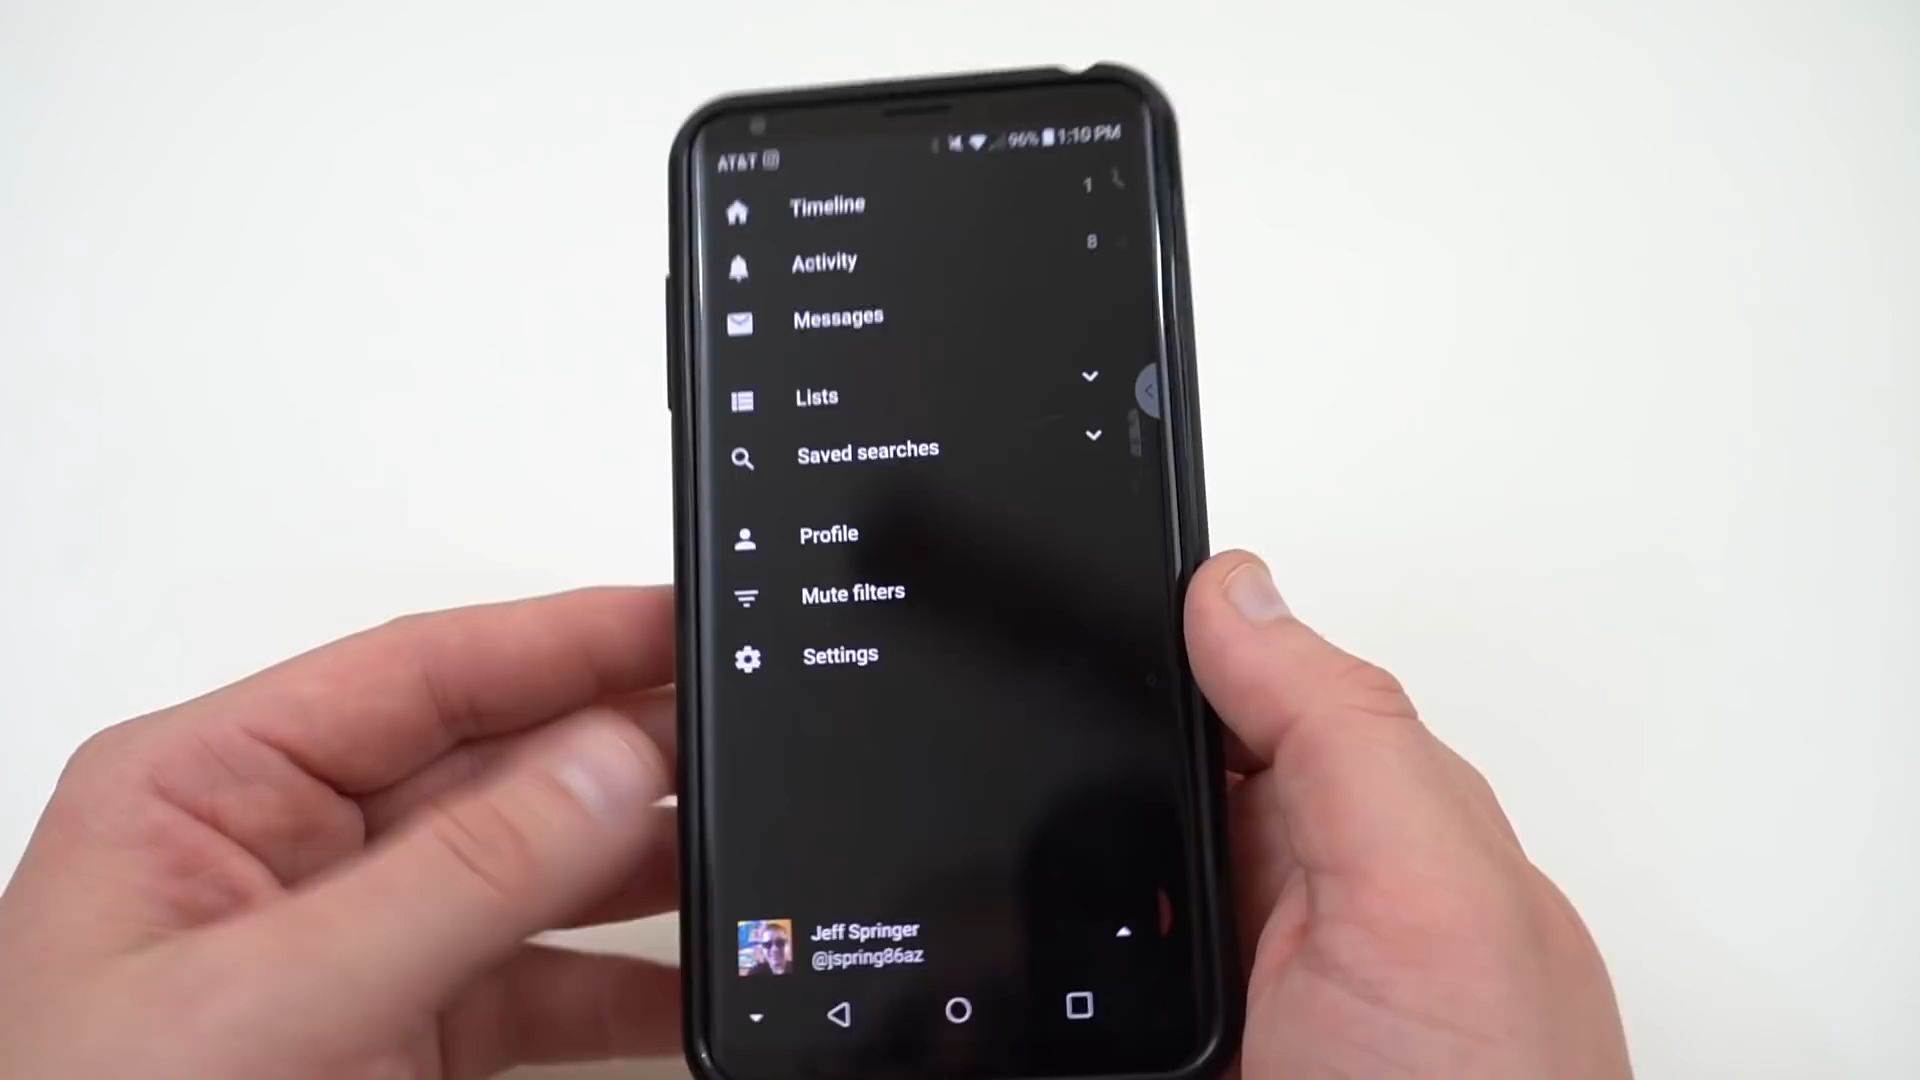 AT&T 96% 1:10 PM
Timeline 1
Activity 8
Messages
Lists
Saved searches
Profile
Mute filters
Settings
Jeff Springer
@jspring86az